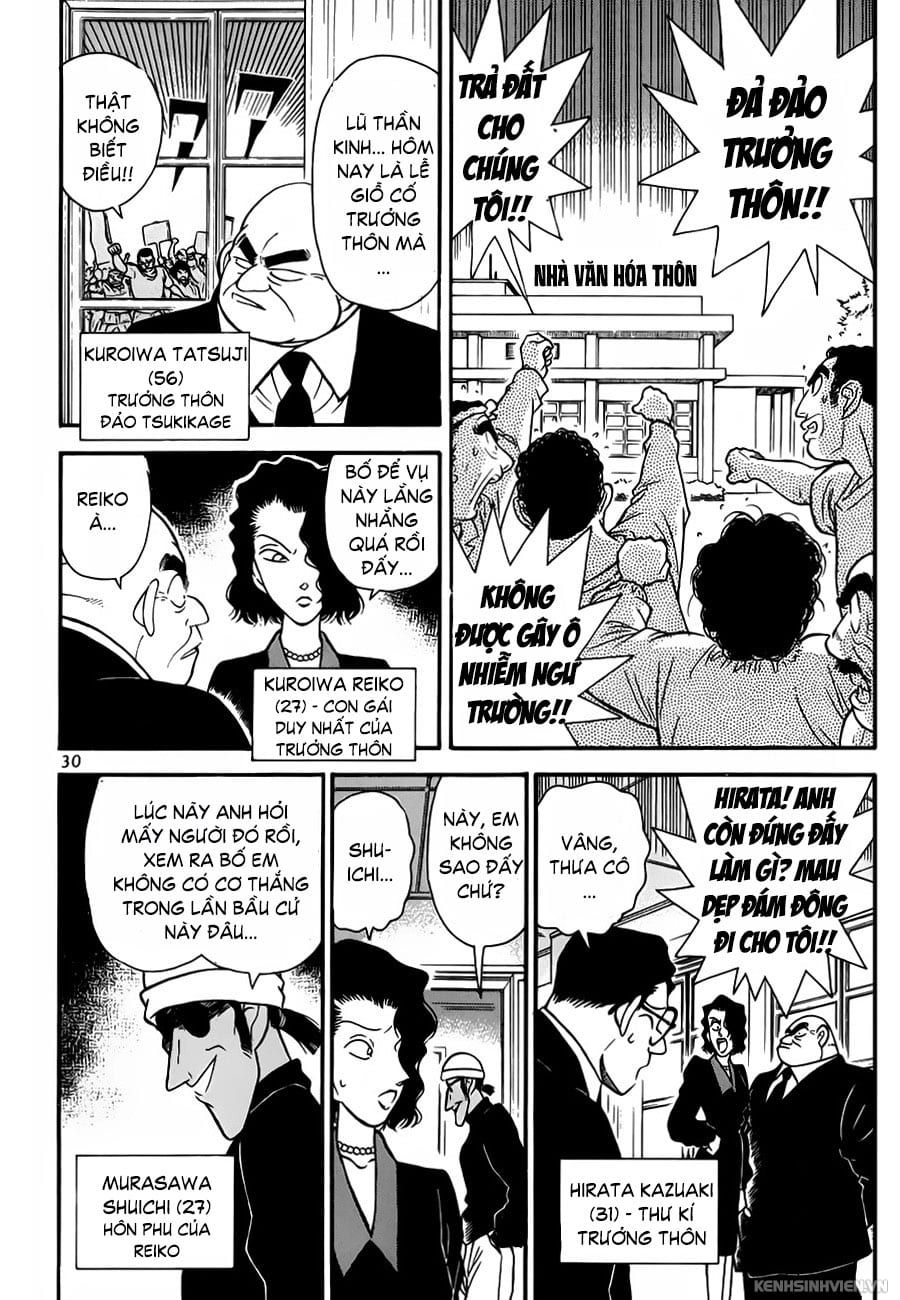 ĐẢ ĐẢO
TRƯỞNG
THÔN!!
TRẢ ĐẤT
CHO
CHÚNG
TÔI!!
NHÀ VĂN HÓA THÔN
KHÔNG
ĐƯỢC GÂY Ô
NHIỄM NGƯ
TRƯỜNG!!
LŨ THẦN
KINH... HÔM
NAY LÀ LỄ
GIỖ CỐ
TRƯỞNG
THÔN MÀ
...
THẬT
KHÔNG
BIẾT
ĐIỀU!!
KUROIWA TATSUJI
(56)
TRƯỞNG THÔN
ĐẢO TSUKIKAGE
BỐ ĐỂ VỤ
NÀY LẰNG
NHẰNG
QUÁ RỒI
ĐẤY...
REIKO
À...
KUROIWA REIKO
(27) - CON GÁI
DUY NHẤT CỦA
TRƯỞNG THÔN
30
HIRATA! ANH
CÒN ĐỨNG ĐẤY
LÀM GÌ? MAU
DẸP ĐÁM ĐÔNG
ĐI CHO TÔI!!
VÂNG,
THƯA CÔ
...
HIRATA KAZUAKI
(31) - THƯ KÍ
TRƯỞNG THÔN
NÀY, EM
KHÔNG
SAO ĐẤY
CHỨ?
SHU-
ICHI...
LÚC NÀY ANH HỎI
MẤY NGƯỜI ĐÓ RỒI,
XEM RA BỐ EM
KHÔNG CÓ CƠ THẮNG
TRONG LẦN BẦU CỬ
NÀY ĐÂU...
MURASAWA
SHUICHI (27)
HÔN PHU CỦA
REIKO
KENHSINHVIEN.VN